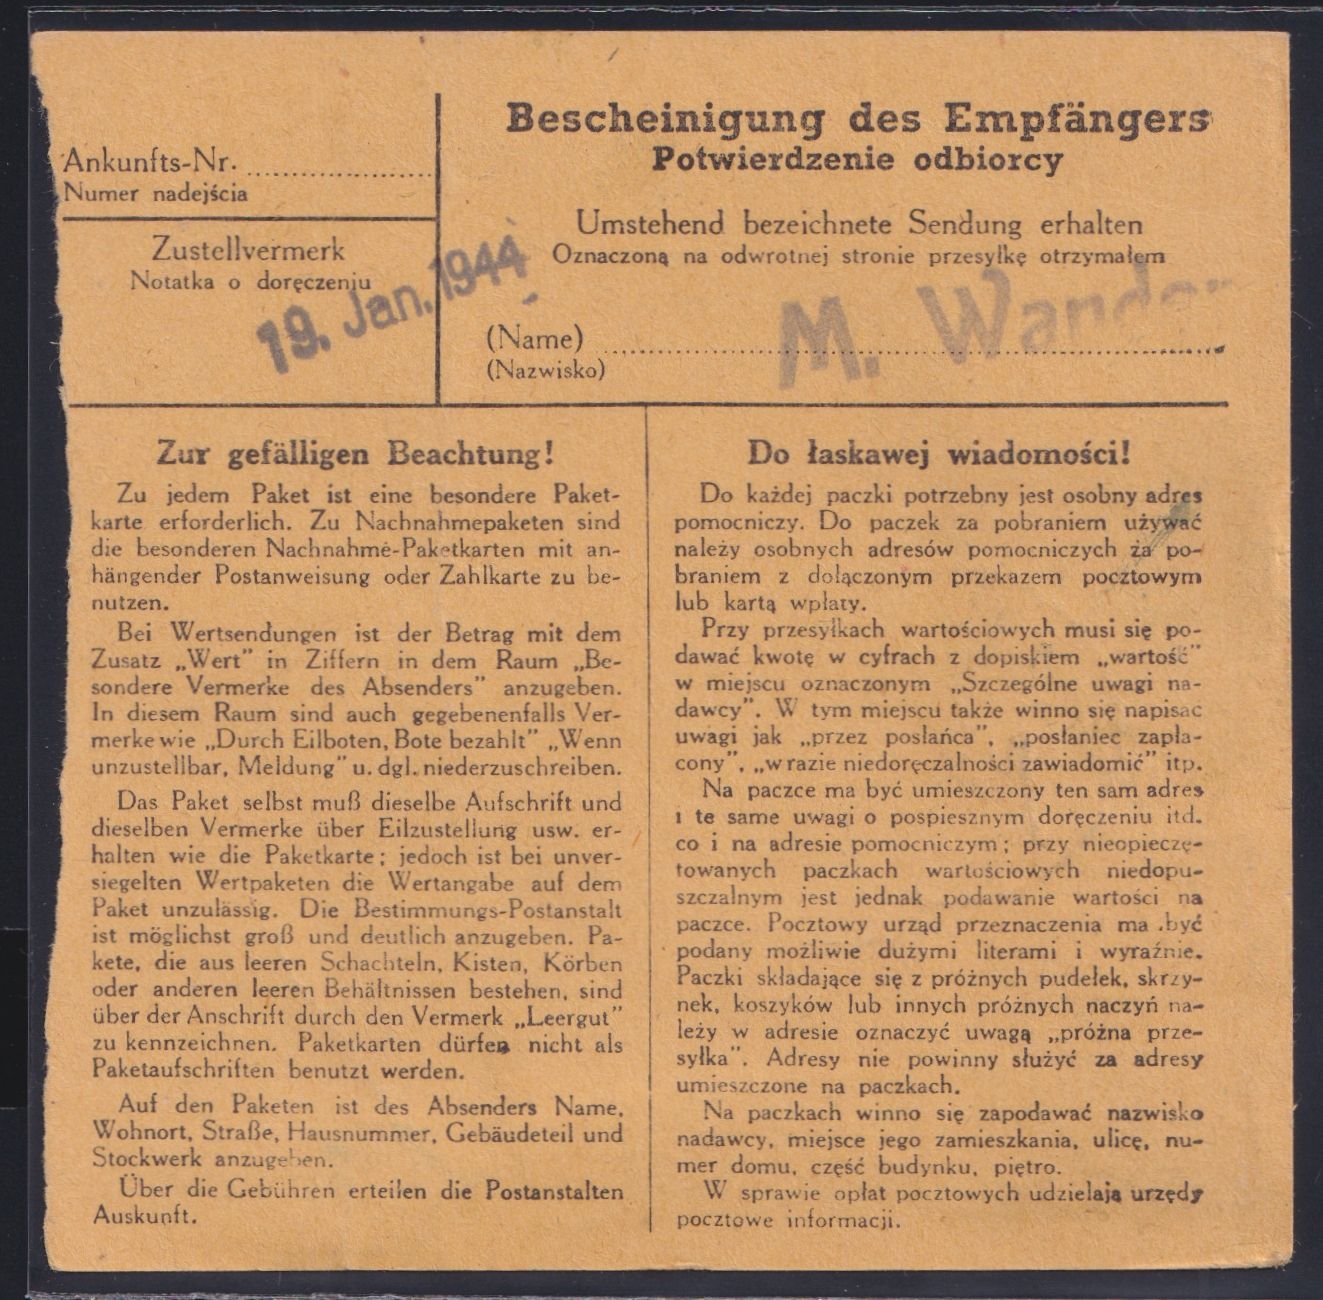 Ankunfts-Nr.
Numer nadejścia
Zustellvermerk
Notatka o doręczeniu
19. Jan. 1944
Bescheinigung des Empfängers
Potwierdzenie odbiorcy
Umstehend bezeichnete Sendung erhalten
Oznaczoną na odwrotnej stronie przesyłkę otrzymałem
M.
(Name)
(Nazwisko)
Zur gefälligen Beachtung!
Zu jedem Paket ist eine besondere Paket-
karte erforderlich. Zu Nachnahmepaketen sind
die besonderen Nachnahme-Paketkarten mit an-
hängender Postanweisung oder Zahlkarte zu be-
nutzen.
Bei Wertsendungen ist der Betrag mit dem
Zusatz „Wert” in Ziffern in dem Raum „Be-
sondere Vermerke des Absenders” anzugeben.
In diesem Raum sind auch gegebenenfalls Ver-
merke wie „Durch Eilboten, Bote bezahlt” „Wenn
unzustellbar, Meldung” u. dgl. niederzuschreiben.
Das Paket selbst muß dieselbe Aufschrift und
dieselben Vermerke über Eilzustellung usw. er-
halten wie die Paketkarte; jedoch ist bei unver-
siegelten Wertpaketen die Wertangabe auf dem
Paket unzulässig. Die Bestimmungs-Postanstalt
ist möglichst groß und deutlich anzugeben. Pa-
kete, die aus leeren Schachteln, Kisten, Körben
oder anderen leeren Behältnissen bestehen, sind
über der Anschrift durch den Vermerk „Leergut”
zu kennzeichnen. Paketkarten dürfen nicht als
Paketaufschriften benutzt werden.
Auf den Paketen ist des Absenders Name,
Wohnort, Straße, Hausnummer, Gebäudeteil und
Stockwerk anzugeben.
Über die Gebühren erteilen die Postanstalten
Auskunft.
Do łaskawej wiadomości!
Do każdej paczki potrzebny jest osobny adres
pomocniczy. Do paczek za pobraniem używać
należy osobnych adresów pomocniczych za po-
braniem z dołączonym przekazem pocztowym
lub kartą wpłaty.
Przy przesyłkach wartościowych musi się po-
dawać kwotę w cyfrach z dopiskiem „wartość”
w miejscu oznaczonym „Szczególne uwagi na-
dawcy”. W tym miejscu także winno się napisać
uwagi jak „przez posłańca”, „posłaniec zapła-
cony”, „w razie niedoręczalności zawiadomić” itp.
Na paczce ma być umieszczony ten sam adres
i te same uwagi o pospiesznym doręczeniu itd.
co i na adresie pomocniczym; przy nieopieczę-
towanych paczkach wartościowych niedopu-
szczalnym jest jednak podawanie wartości na
paczce. Pocztowy urząd przeznaczenia ma być
podany możliwie dużymi literami i wyraźnie.
Paczki składające się z próżnych pudełek, skrzy-
nek, koszyków lub innych próżnych naczyń na-
leży w adresie oznaczyć uwagą „próżna prze-
syłka”. Adresy nie powinny służyć za adresy
umieszczone na paczkach.
Na paczkach winno się zapodawać nazwisko
nadawcy, miejsce jego zamieszkania, ulicę, nu-
mer domu, część budynku, piętro.
W sprawie opłat pocztowych udzielają urzędy
pocztowe informacji.